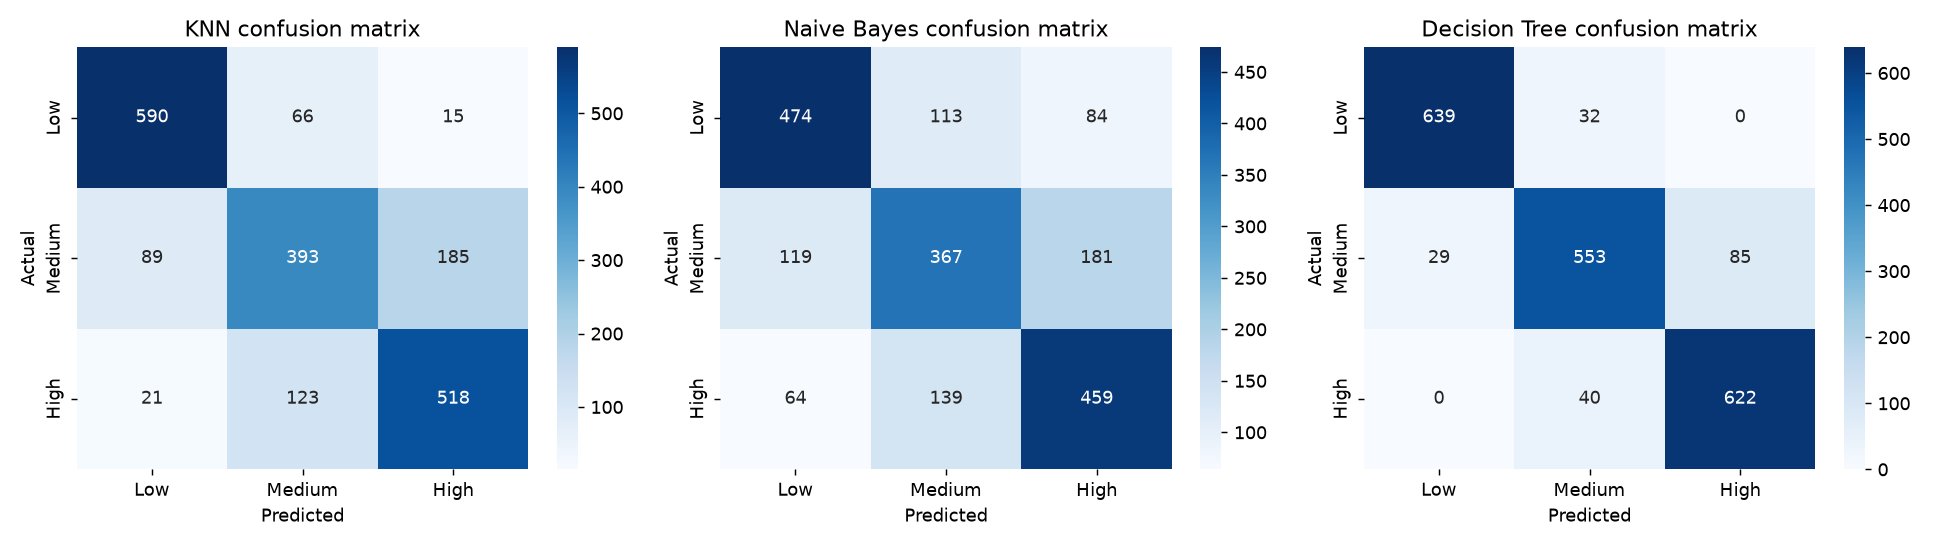 KNN confusion matrix
Low 590 66 15
Actual
Medium 89 393 185
High 21 123 518
Low Medium High
Predicted
500
400
300
200
100
Naive Bayes confusion matrix
Low 474 113 84
Actual
Medium 119 367 181
High 64 139 459
Low Medium High
Predicted
450
400
350
300
250
200
150
100
Decision Tree confusion matrix
Low 639 32 0
Actual
Medium 29 553 85
High 0 40 622
Low Medium High
Predicted
600
500
400
300
200
100
0